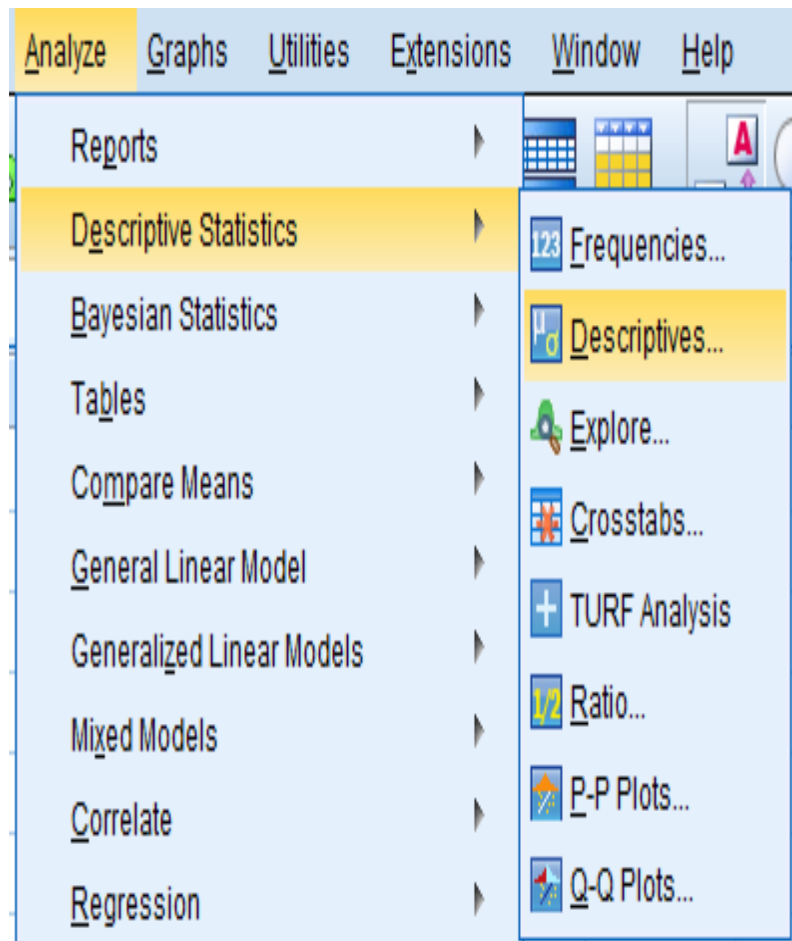 Analyze Graphs Utilities Extensions Window Help
Reports
Descriptive Statistics
Bayesian Statistics
Tables
Compare Means
General Linear Model
Generalized Linear Models
Mixed Models
Correlate
Regression
A
123 Frequencies...
μσ Descriptives...
Explore...
Crosstabs...
TURF Analysis
1/2 Ratio...
P-P Plots...
Q-Q Plots...